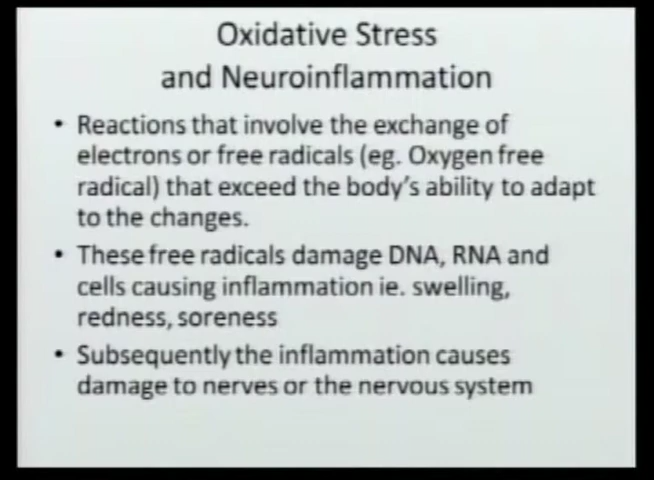 Oxidative Stress
and Neuroinflammation
• Reactions that involve the exchange of
electrons or free radicals (eg. Oxygen free
radical) that exceed the body's ability to adapt
to the changes.
• These free radicals damage DNA, RNA and
cells causing inflammation ie. swelling,
redness, soreness
• Subsequently the inflammation causes
damage to nerves or the nervous system